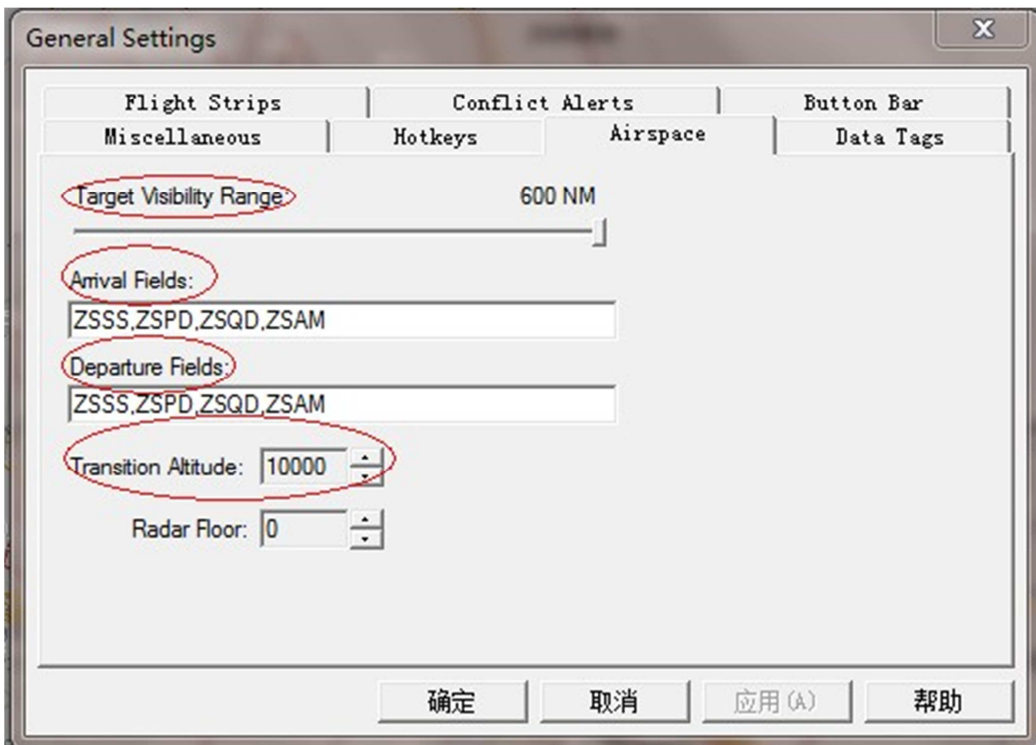 General Settings
Flight Strips Conflict Alerts Button Bar
Miscellaneous Hotkeys Airspace Data Tags
Target Visibility Range: 600 NM
Arrival Fields:
ZSSS,ZSPD,ZSQD,ZSAM
Departure Fields:
ZSSS,ZSPD,ZSQD,ZSAM
Transition Altitude: 10000
Radar Floor: 0
确定 取消 应用(A) 帮助